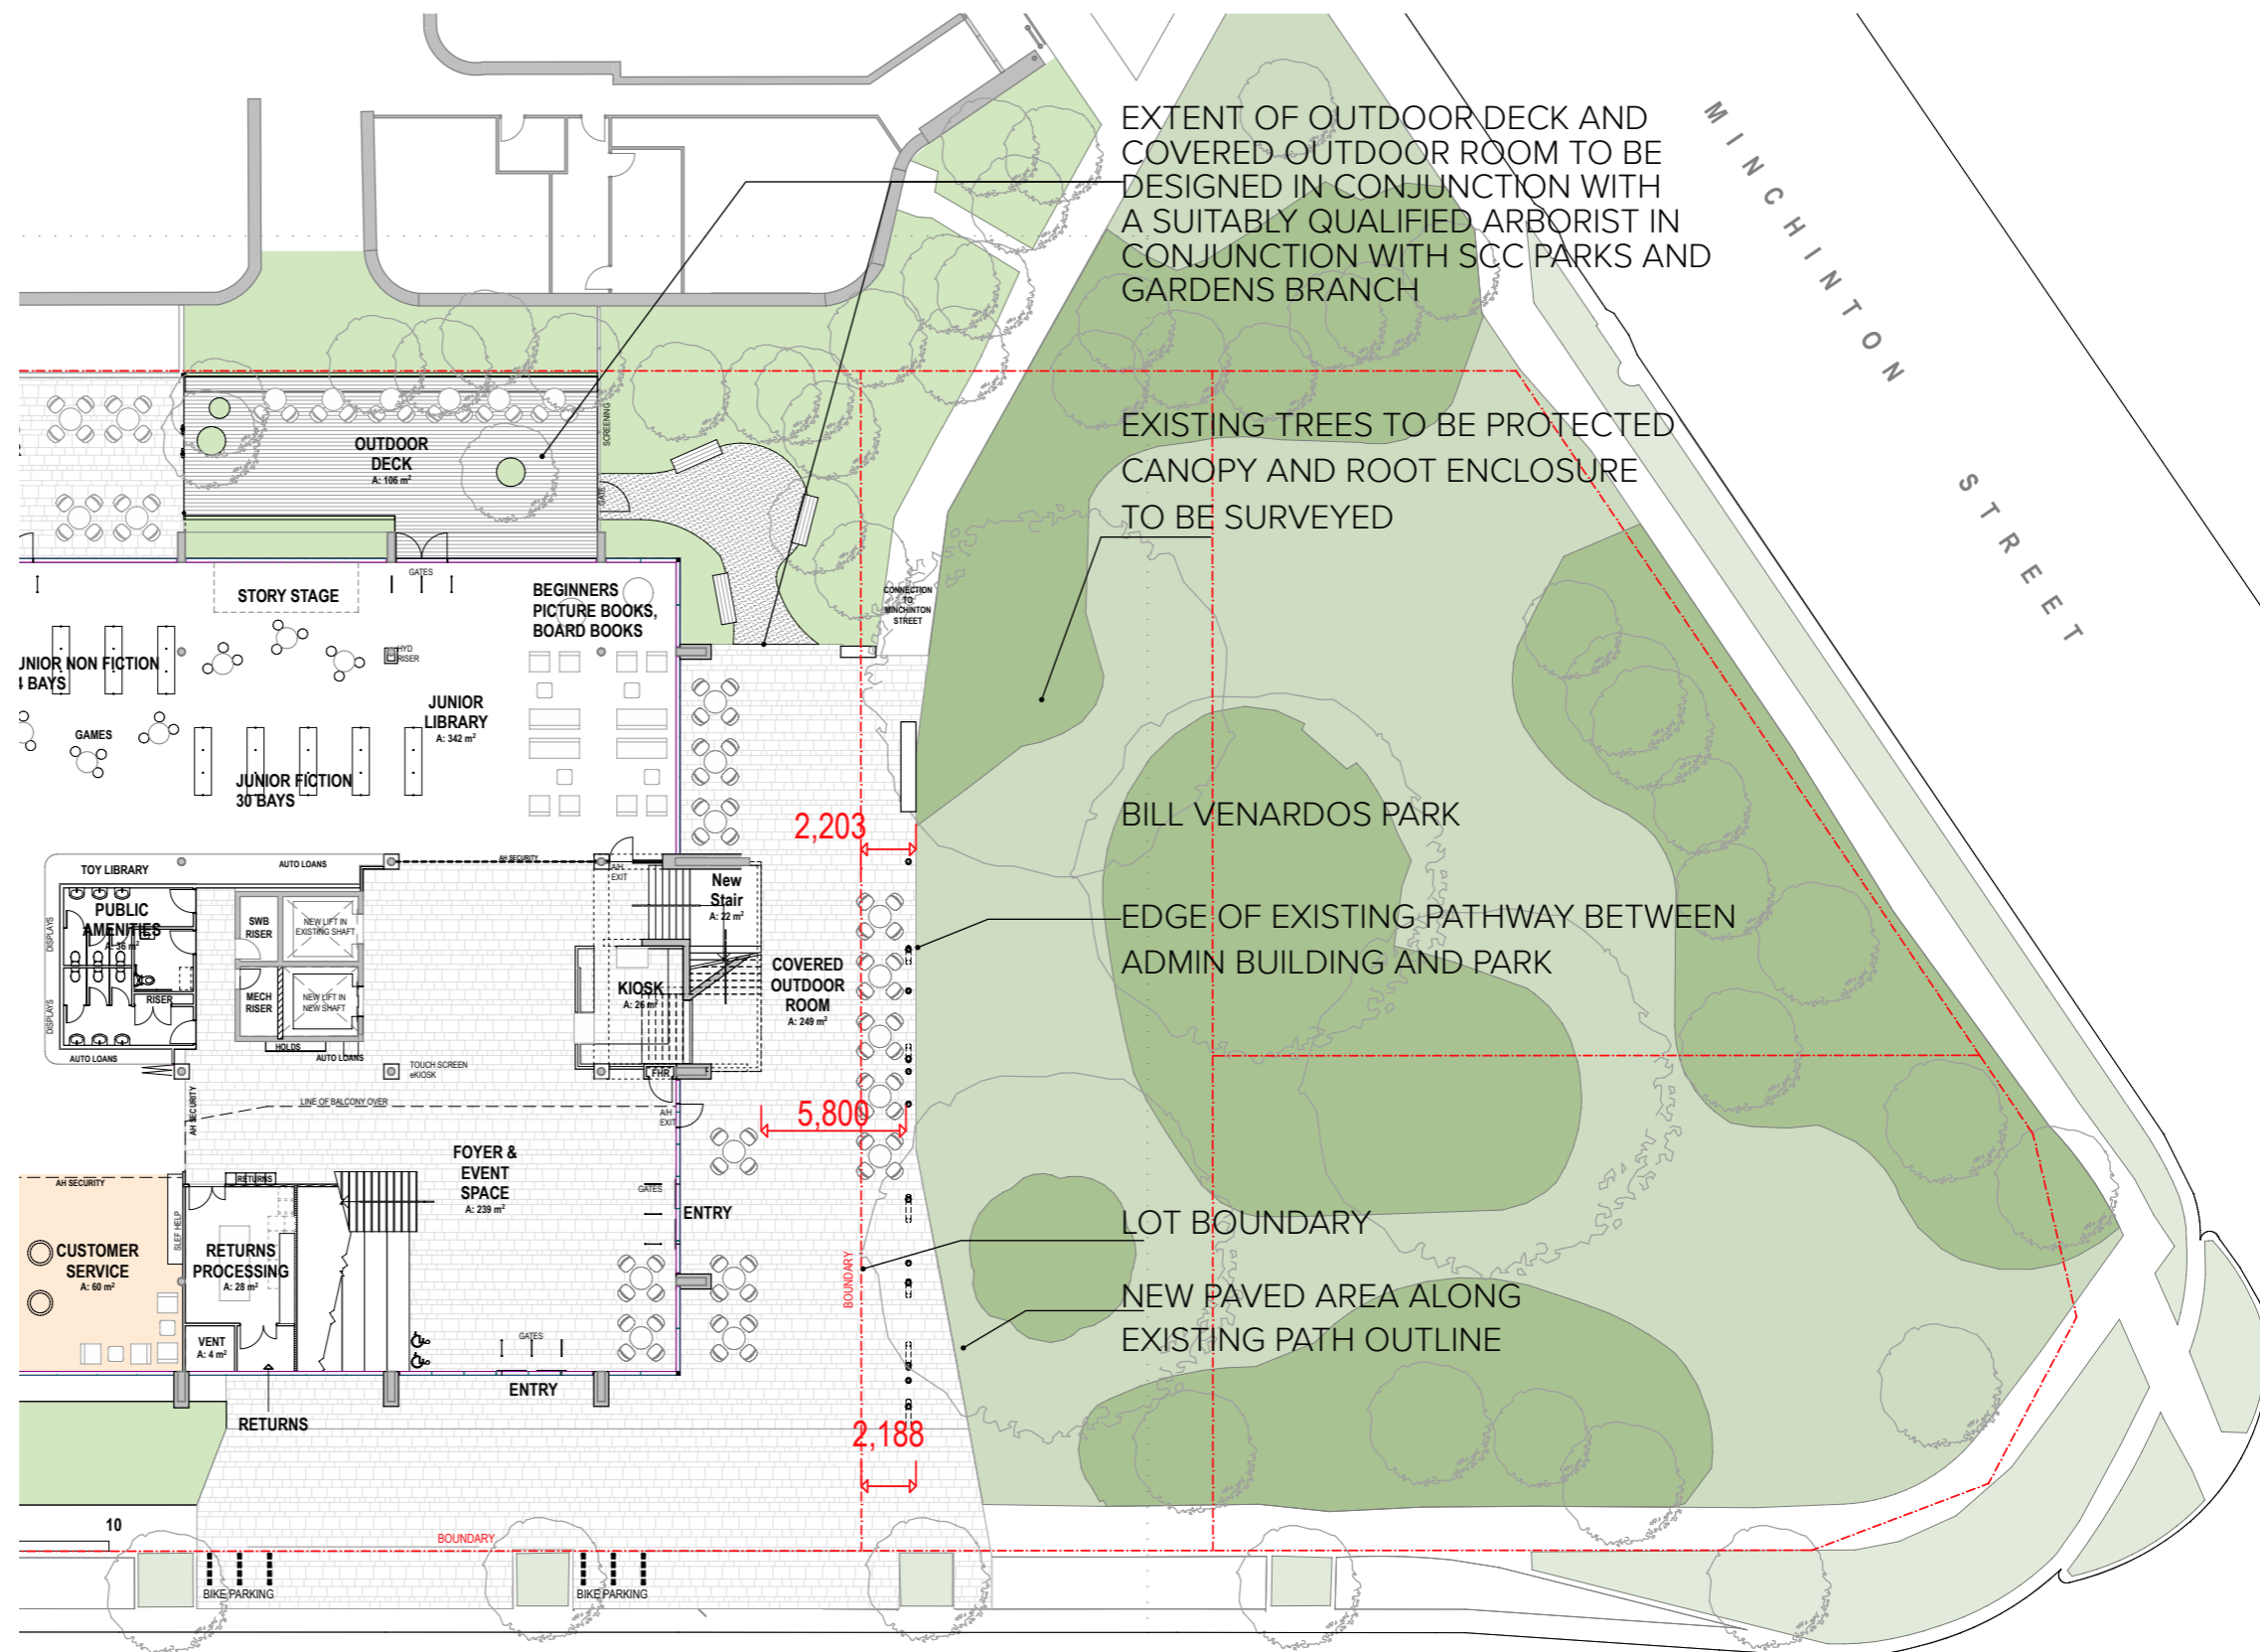 EXTENT OF OUTDOOR DECK AND
COVERED OUTDOOR ROOM TO BE
DESIGNED IN CONJUNCTION WITH
A SUITABLY QUALIFIED ARBORIST IN
CONJUNCTION WITH SCC PARKS AND
GARDENS BRANCH
MINCHINTON STREET
EXISTING TREES TO BE PROTECTED
CANOPY AND ROOT ENCLOSURE
TO BE SURVEYED
OUTDOOR
DECK
A: 106 m²
SCREENING
GATE
GATES
STORY STAGE
BEGINNERS
PICTURE BOOKS,
BOARD BOOKS
CONNECTION
TO
MINCHINTON
STREET
HYD
RISER
UNIOR NON FICTION
4 BAYS
JUNIOR
LIBRARY
A: 342 m²
GAMES
JUNIOR FICTION
30 BAYS
2,203
BILL VENARDOS PARK
TOY LIBRARY
AUTO LOANS
AH SECURITY
A/H
EXIT
New
Stair
A: 22 m²
DISPLAYS
PUBLIC
AMENITIES
A: 36 m²
SWB
RISER
NEW LIFT IN
EXISTING SHAFT
EDGE OF EXISTING PATHWAY BETWEEN
ADMIN BUILDING AND PARK
COVERED
OUTDOOR
ROOM
A: 249 m²
KIOSK
A: 26 m²
DISPLAYS
RISER
MECH
RISER
NEW LIFT IN
NEW SHAFT
HOLDS
AUTO LOANS
AUTO LOANS
TOUCH SCREEN
eKIOSK
FHR
AH SECURITY
LINE OF BALCONY OVER
A/H
EXIT
5,800
FOYER &
EVENT
SPACE
A: 239 m²
AH SECURITY
RETURNS
GATES
ENTRY
SLEF HELP
CUSTOMER
SERVICE
A: 60 m²
RETURNS
PROCESSING
A: 28 m²
LOT BOUNDARY
BOUNDARY
NEW PAVED AREA ALONG
EXISTING PATH OUTLINE
VENT
A: 4 m²
GATES
ENTRY
RETURNS
2,188
10
BOUNDARY
BIKE PARKING
BIKE PARKING